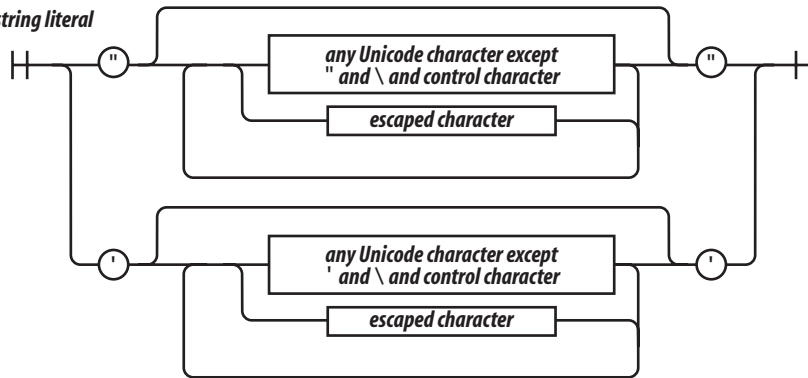 string literal
" any Unicode character except "
" and \ and control character
escaped character
' any Unicode character except '
' and \ and control character
escaped character